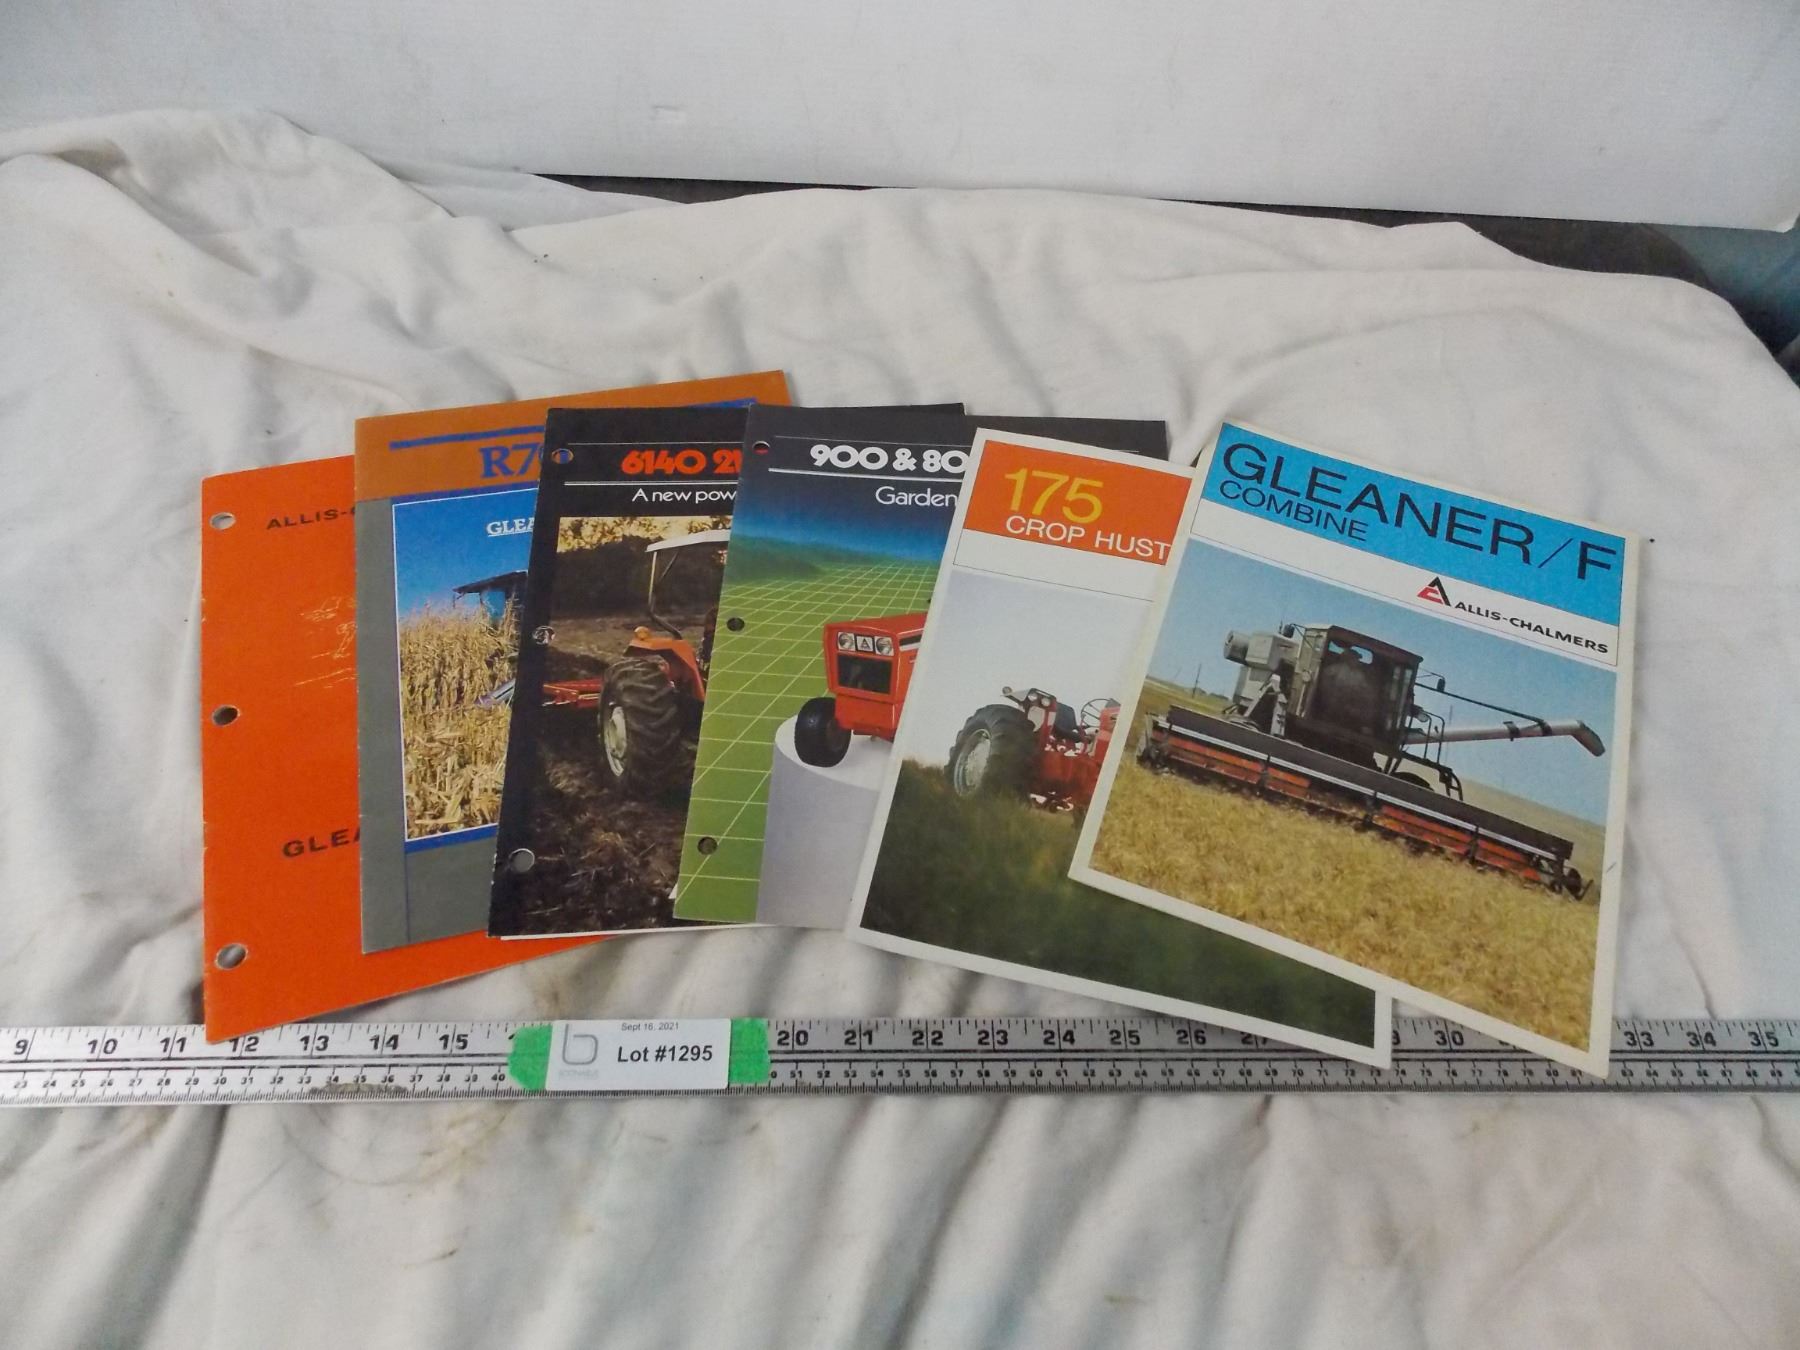 ALLIS-
GLEA
R7
GLEA
6140
A new pow
900 & 80
Garden
175
CROP HUST
GLEANER/F
COMBINE
ALLIS-CHALMERS
Sept 16, 2021
Lot #1295
9 10 11 12 13 14 15 20 21 22 23 24 25 26 27 29 30 33 34 35